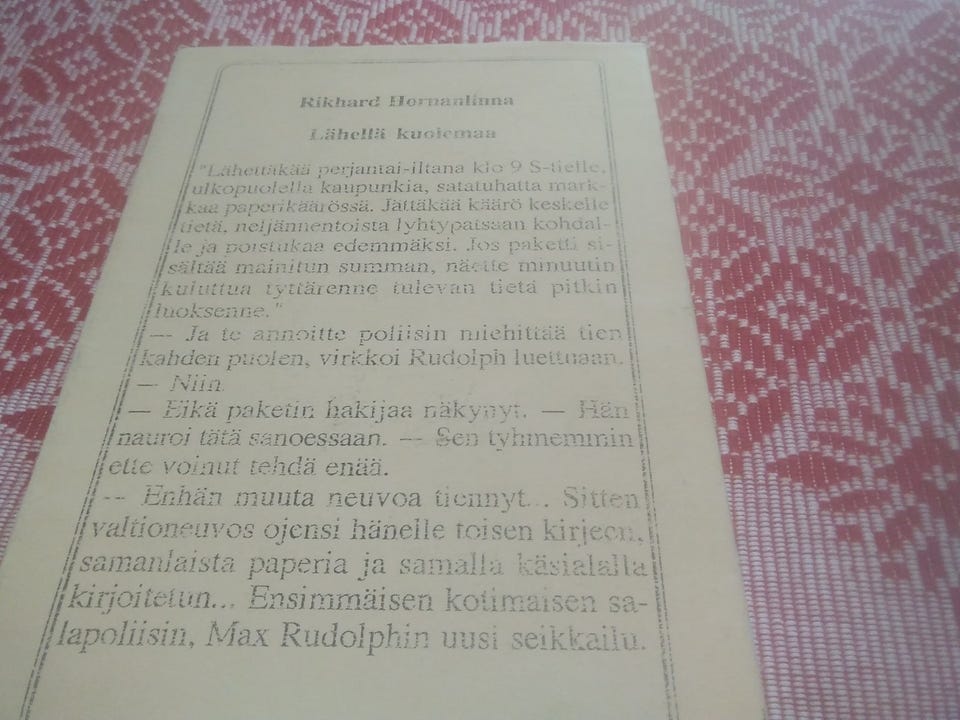 Rikhard Hornanlinna
Lähellä kuolemaa
"Lähettäkää perjantai-iltana klo 9 S-tielle,
ulkopuolella kaupunkia, satatuhatta mark-
kaa paperikäärössä. Jättäkää käärö keskelle
tietä, neljännentoista lyhtypatsaan kohdal-
le ja poistukaa edemmäksi. Jos paketti si-
sältää mainitun summan, näette minuutin
kuluttua tyttärenne tulevan tietä pitkin
luoksenne."
— Ja te annoitte poliisin miehittää tien
kahden puolen, virkkoi Rudolph luettuaan.
— Niin.
— Eikä paketin hakijaa näkynyt. — Hän
nauroi tätä sanoessaan. — Sen tyhmemmin
ette voinut tehdä enää.
— Enhän muuta neuvoa tiennyt... Sitten
valtioneuvos ojensi hänelle toisen kirjeen,
samanlaista paperia ja samalla käsialalla
kirjoitetun... Ensimmäisen kotimaisen sa-
lapoliisin, Max Rudolphin uusi seikkailu.